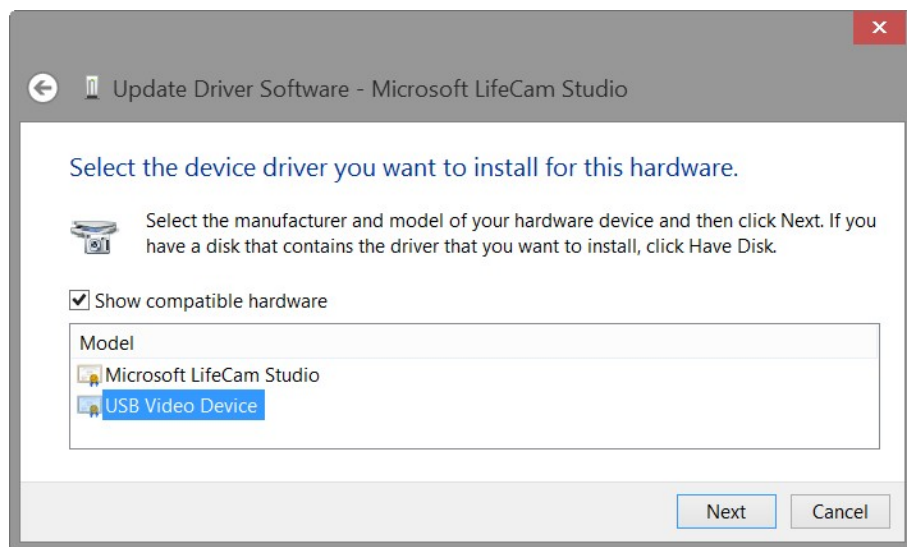 Update Driver Software - Microsoft LifeCam Studio
Select the device driver you want to install for this hardware.
Select the manufacturer and model of your hardware device and then click Next. If you
have a disk that contains the driver that you want to install, click Have Disk.
Show compatible hardware
Model
Microsoft LifeCam Studio
USB Video Device
Next Cancel